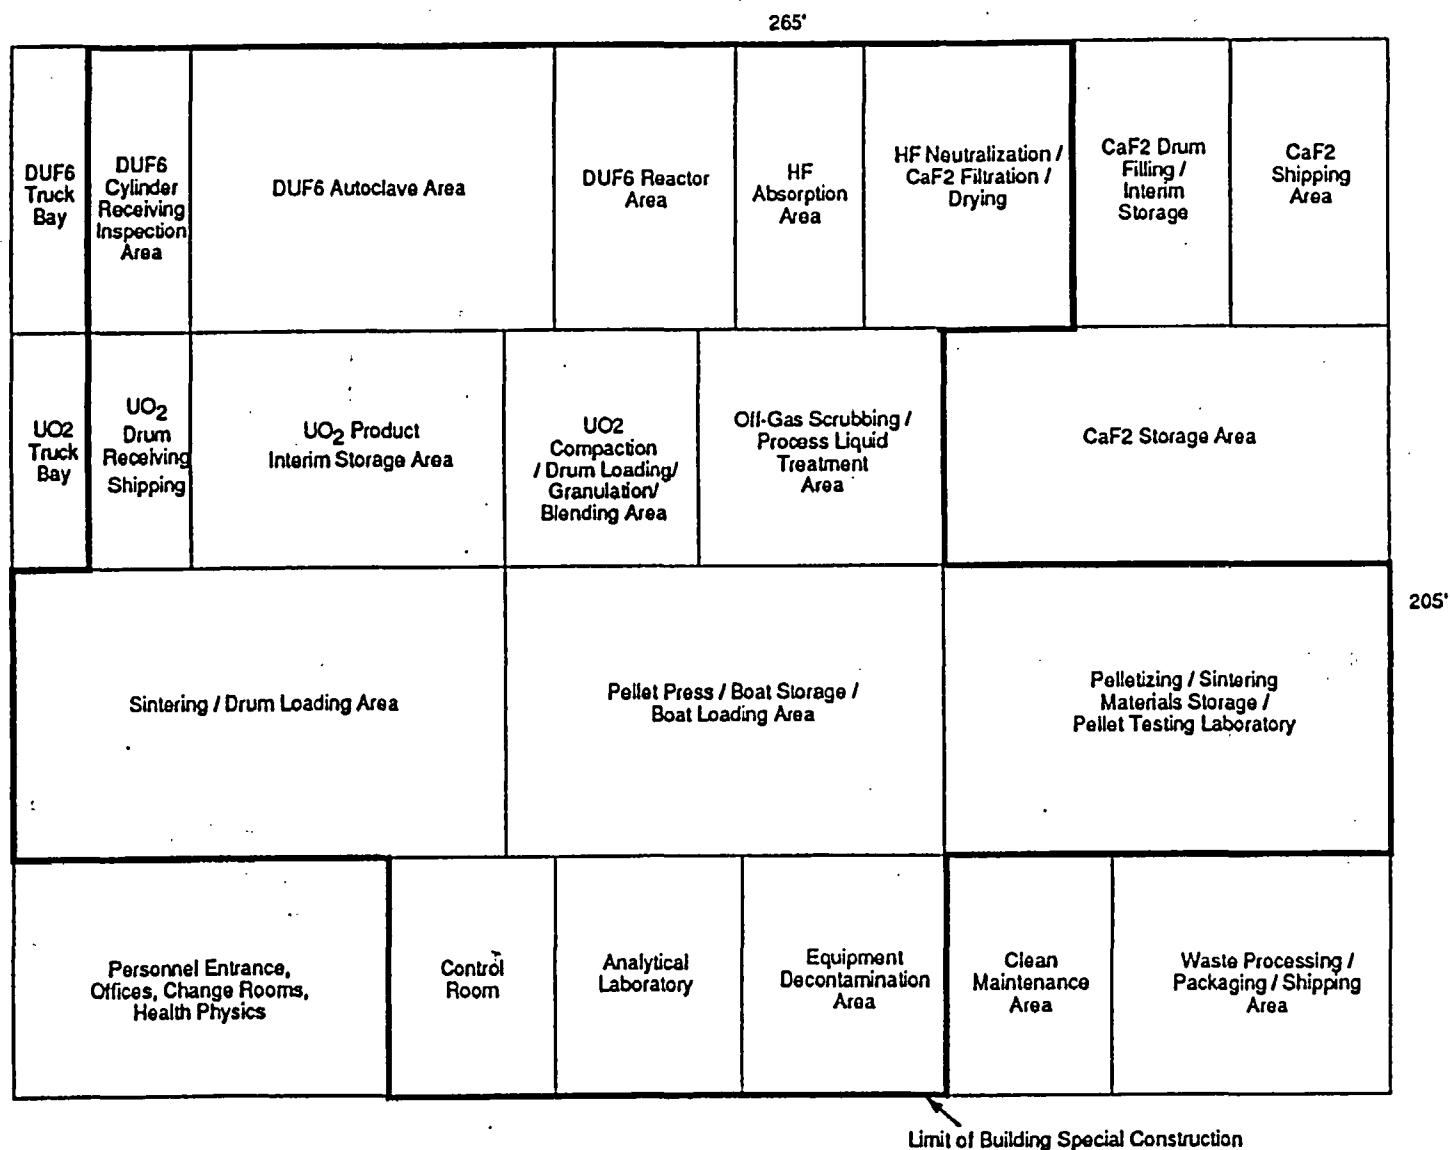 265'
DUF6
Truck
Bay
DUF6
Cylinder
Receiving
Inspection
Area
DUF6 Autoclave Area
DUF6 Reactor
Area
HF
Absorption
Area
HF Neutralization /
CaF2 Filtration /
Drying
CaF2 Drum
Filling /
Interim
Storage
CaF2
Shipping
Area
UO2
Truck
Bay
UO2
Drum
Receiving
Shipping
UO2 Product
Interim Storage Area
UO2
Compaction
/ Drum Loading/
Granulation/
Blending Area
Off-Gas Scrubbing /
Process Liquid
Treatment
Area
CaF2 Storage Area
205'
Sintering / Drum Loading Area
Pellet Press / Boat Storage /
Boat Loading Area
Pelletizing / Sintering
Materials Storage /
Pellet Testing Laboratory
Personnel Entrance,
Offices, Change Rooms,
Health Physics
Control
Room
Analytical
Laboratory
Equipment
Decontamination
Area
Clean
Maintenance
Area
Waste Processing /
Packaging / Shipping
Area
Limit of Building Special Construction